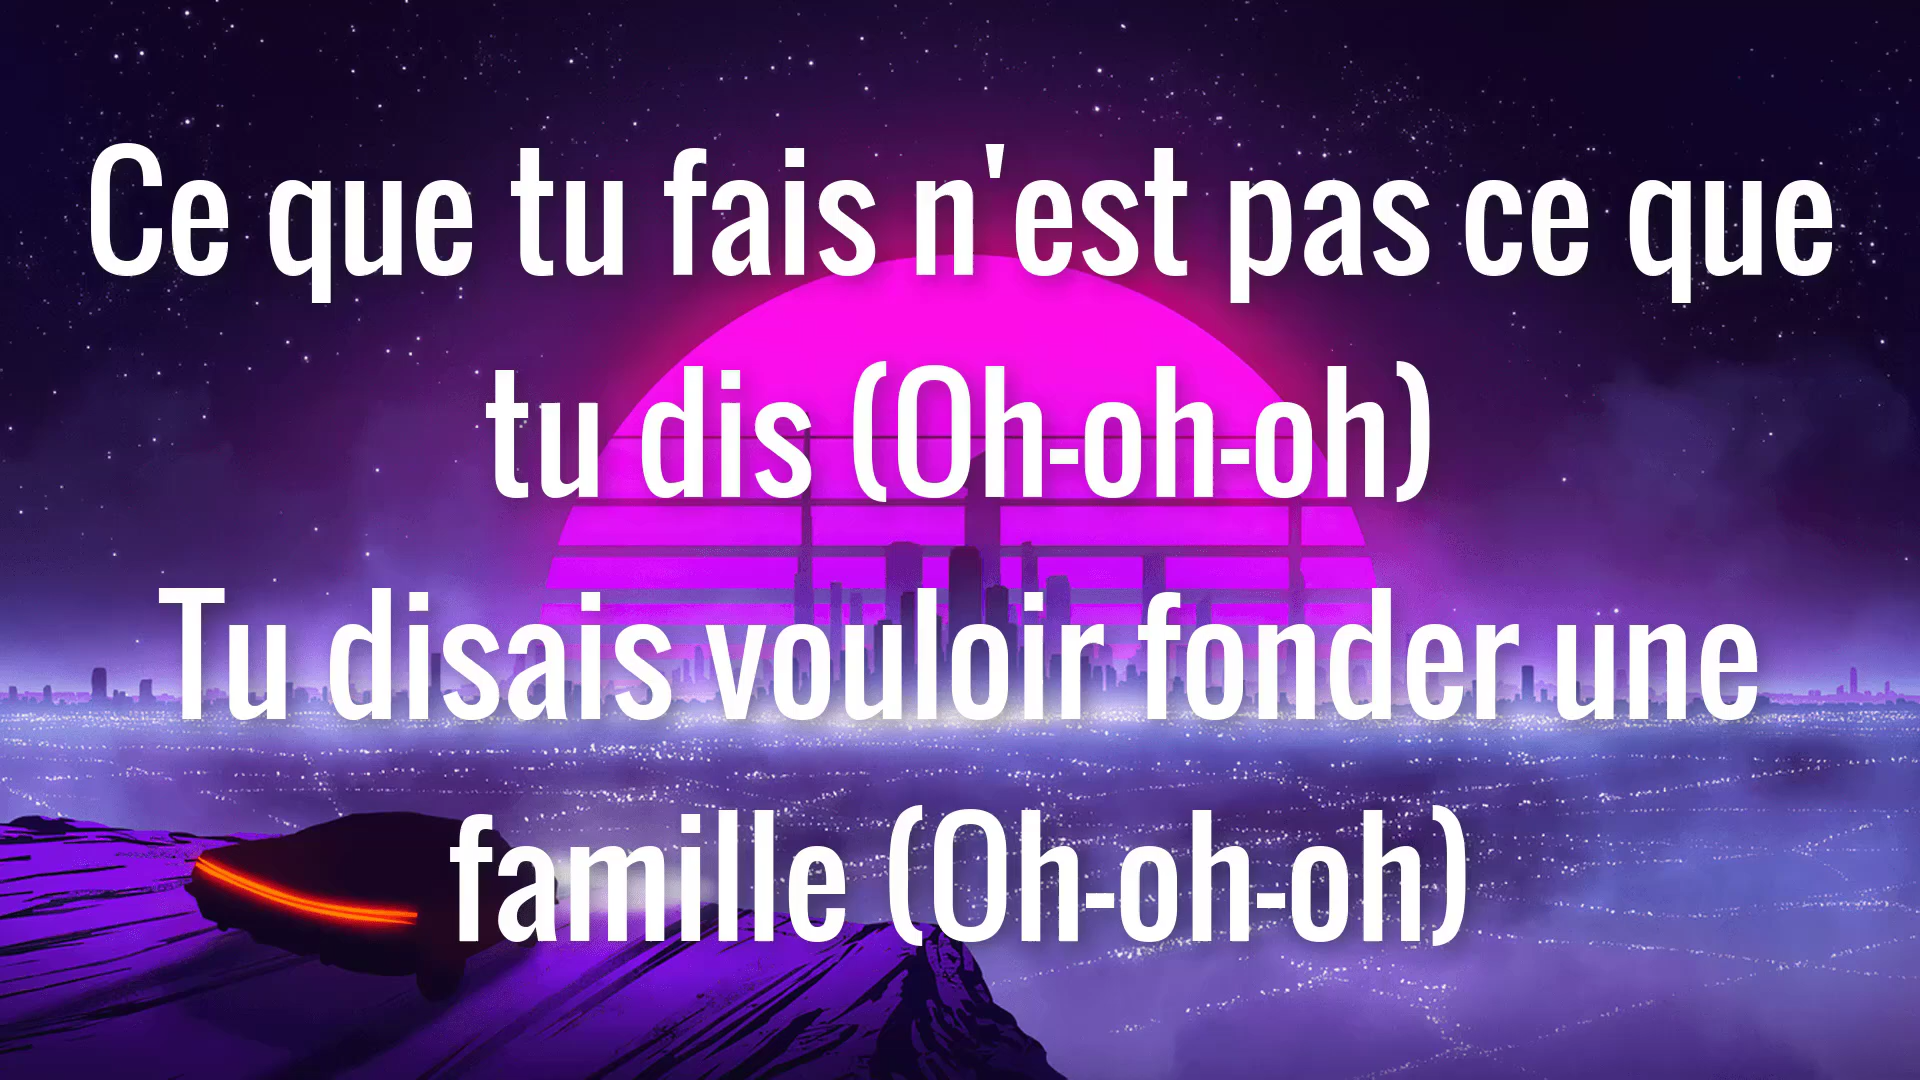 Ce que tu fais n'est pas ce que
tu dis (Oh-oh-oh)
Tu disais vouloir fonder une
famille (Oh-oh-oh)